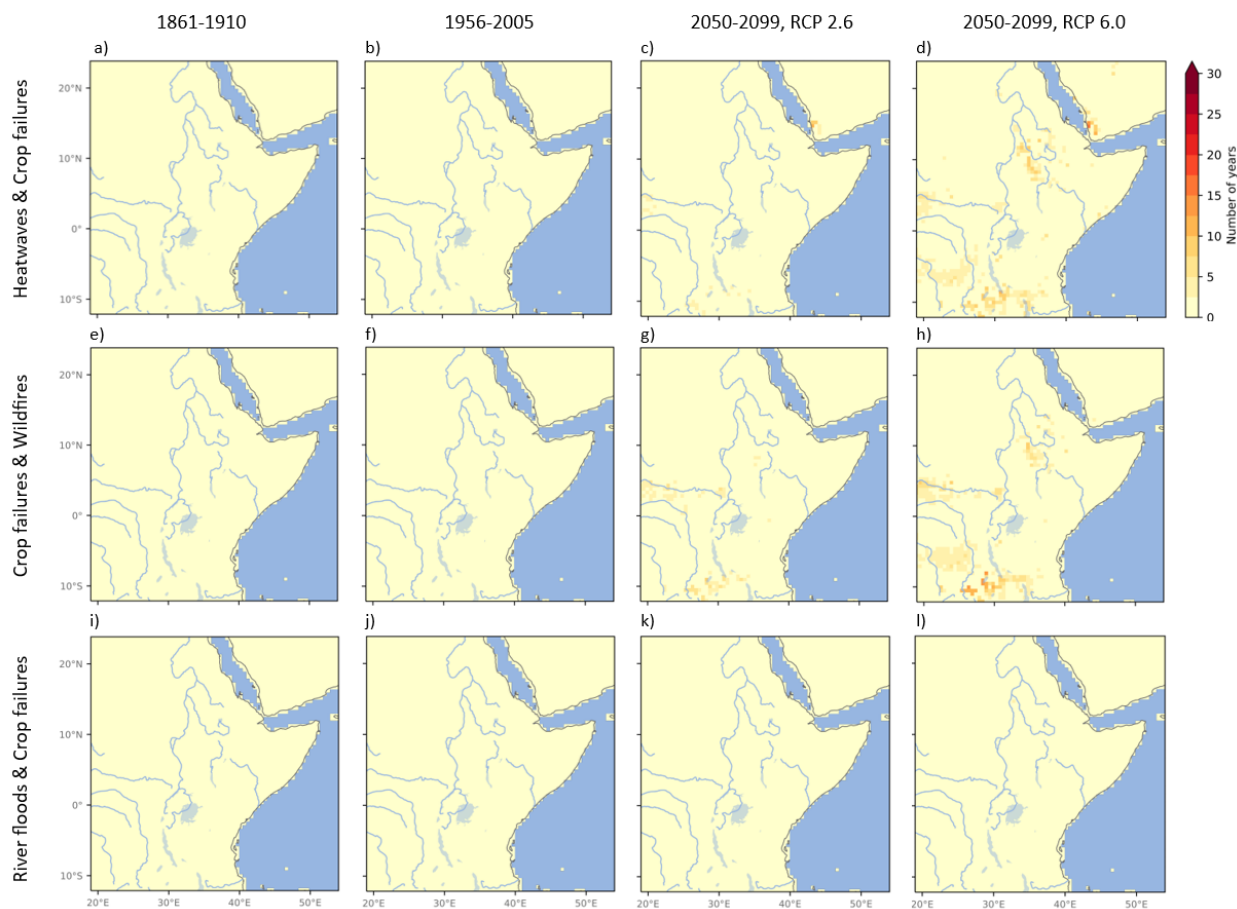 1861-1910 1956-2005 2050-2099, RCP 2.6 2050-2099, RCP 6.0
a) b) c) d)
Heatwaves & Crop failures
20°N
10°N
0°
10°S
30
25
20
15
10
5
0
Number of years
e) f) g) h)
Crop failures & Wildfires
20°N
10°N
0°
10°S
i) j) k) l)
River floods & Crop failures
20°N
10°N
0°
10°S
20°E 30°E 40°E 50°E 20°E 30°E 40°E 50°E 20°E 30°E 40°E 50°E 20°E 30°E 40°E 50°E